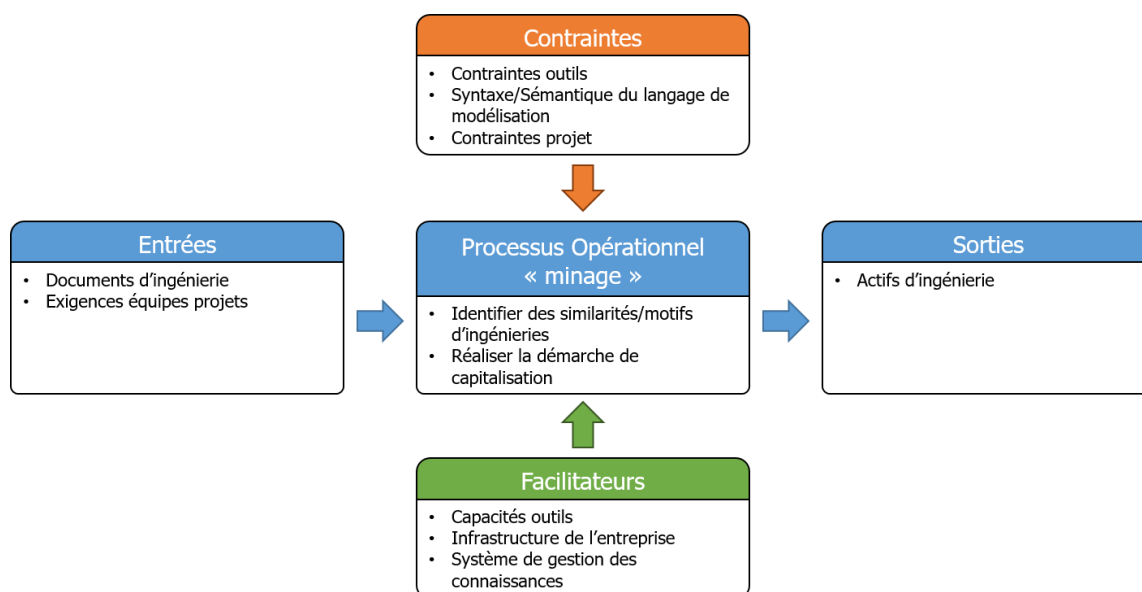 Contraintes
• Contraintes outils
• Syntaxe/Sémantique du langage de
modélisation
• Contraintes projet
Entrées
• Documents d'ingénierie
• Exigences équipes projets
Processus Opérationnel
« minage »
• Identifier des similarités/motifs
d'ingénieries
• Réaliser la démarche de
capitalisation
Sorties
• Actifs d'ingénierie
Facilitateurs
• Capacités outils
• Infrastructure de l'entreprise
• Système de gestion des
connaissances